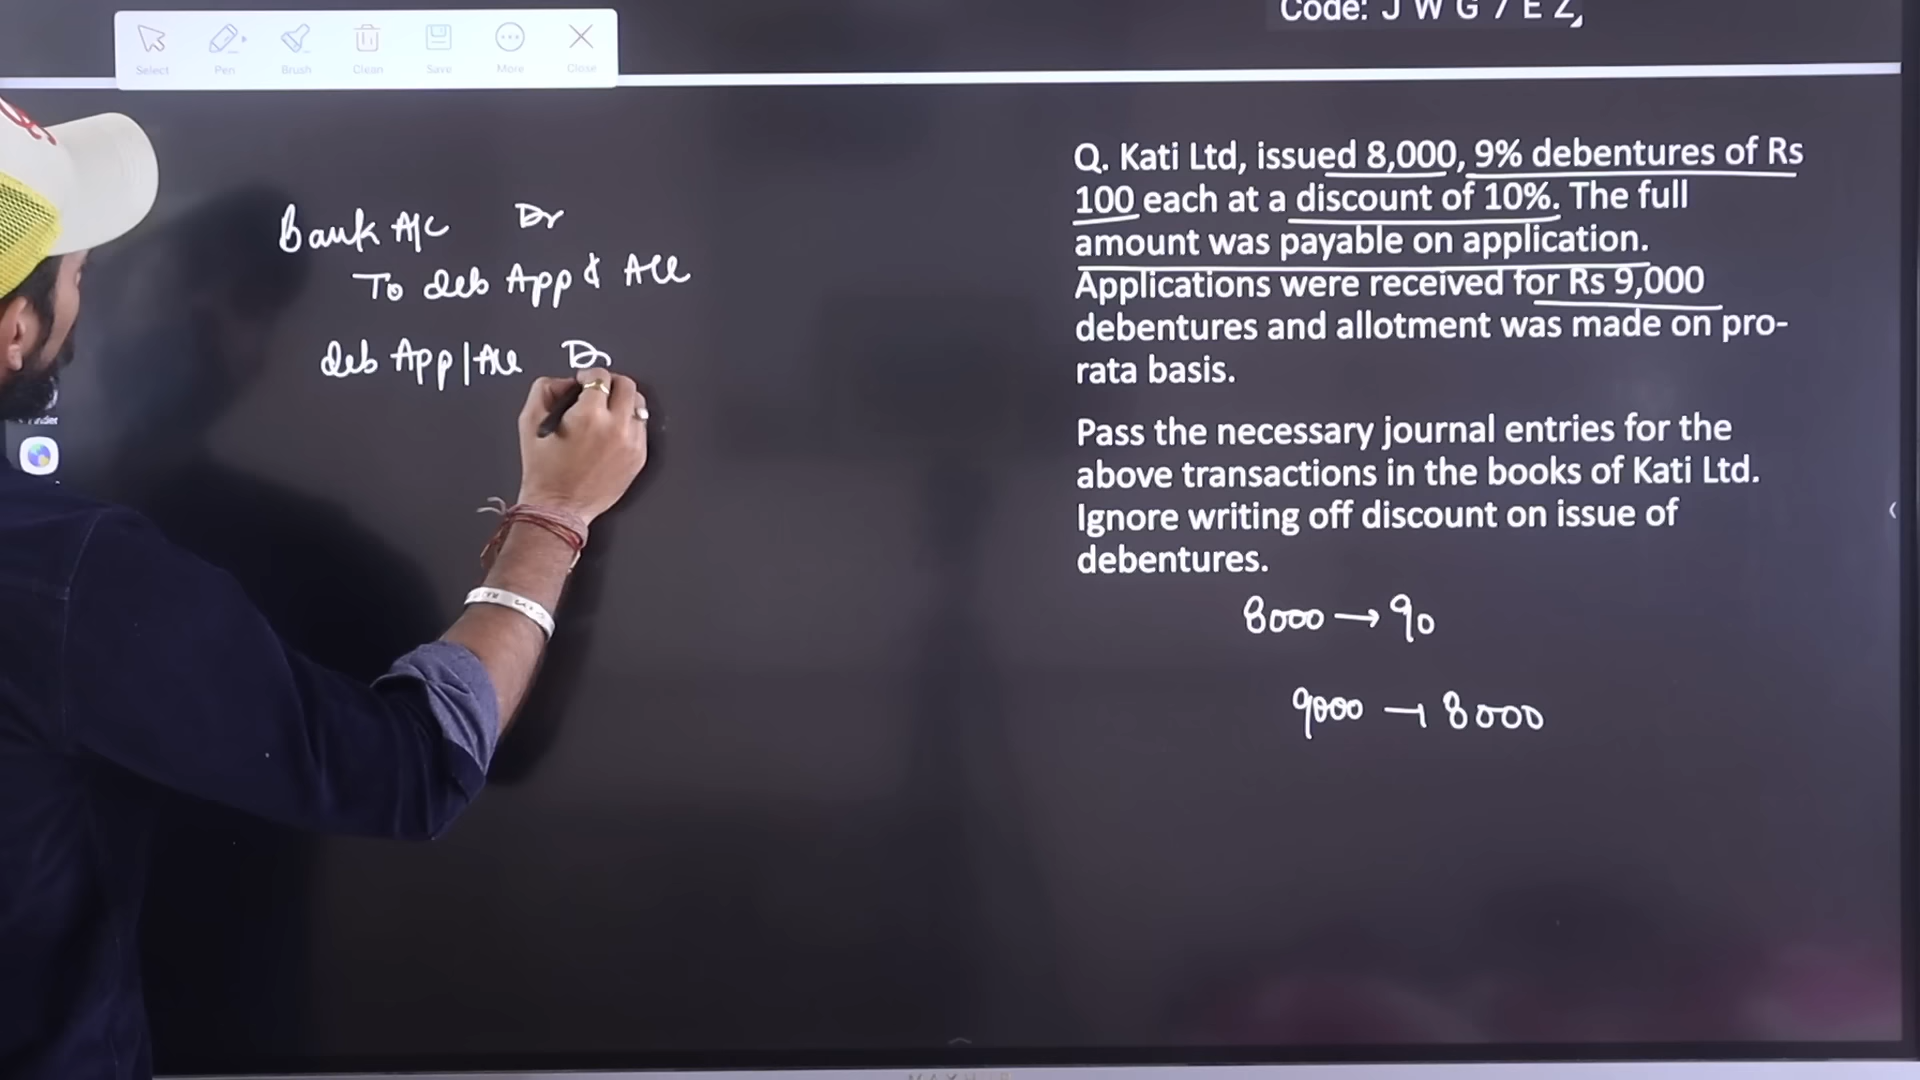 Code: J W G 7 E Z
Select Pen Brush Clean Save More Close
Bank A/C Dr
To deb App & All
deb App/All Dr
Q. Kati Ltd, issued 8,000, 9% debentures of Rs
100 each at a discount of 10%. The full
amount was payable on application.
Applications were received for Rs 9,000
debentures and allotment was made on pro-
rata basis.
Pass the necessary journal entries for the
above transactions in the books of Kati Ltd.
Ignore writing off discount on issue of
debentures.
8000 → 90
9000 → 8000